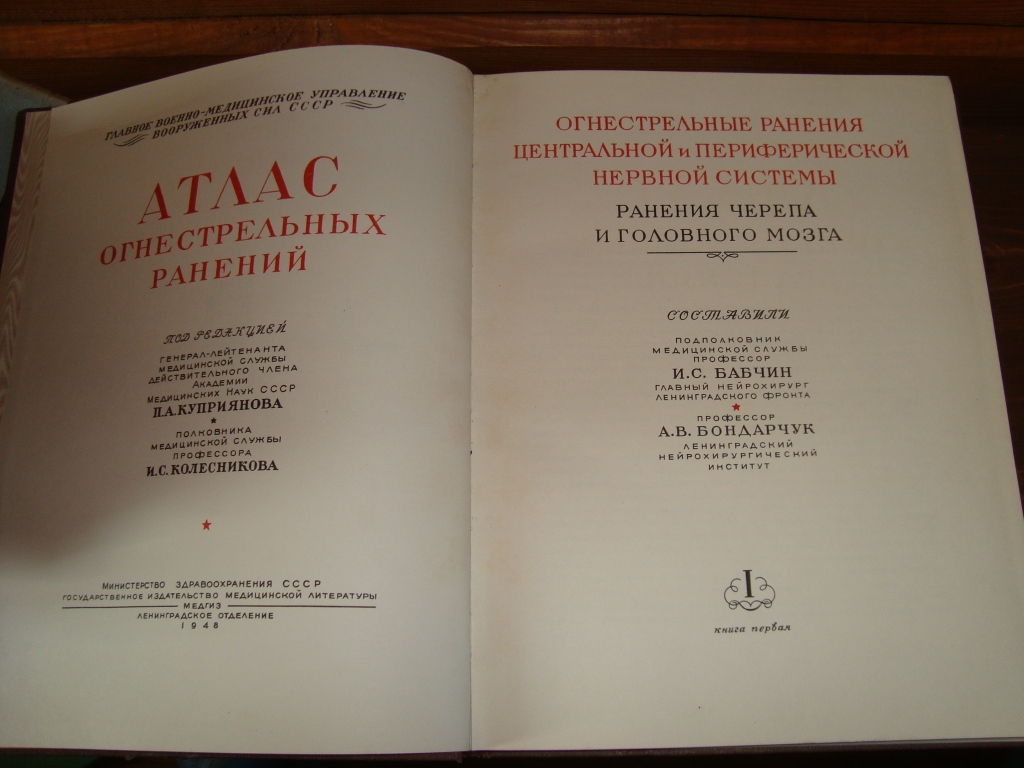 ГЛАВНОЕ ВОЕННО-МЕДИЦИНСКОЕ УПРАВЛЕНИЕ
ВООРУЖЕННЫХ СИЛ СССР
АТЛАС
ОГНЕСТРЕЛЬНЫХ
РАНЕНИЙ
ПОД РЕДАКЦИЕЙ
ГЕНЕРАЛ-ЛЕЙТЕНАНТА
МЕДИЦИНСКОЙ СЛУЖБЫ
ДЕЙСТВИТЕЛЬНОГО ЧЛЕНА
АКАДЕМИИ
МЕДИЦИНСКИХ НАУК СССР
П.А.КУПРИЯНОВА
ПОЛКОВНИКА
МЕДИЦИНСКОЙ СЛУЖБЫ
ПРОФЕССОРА
И.С.КОЛЕСНИКОВА
МИНИСТЕРСТВО ЗДРАВООХРАНЕНИЯ СССР
ГОСУДАРСТВЕННОЕ ИЗДАТЕЛЬСТВО МЕДИЦИНСКОЙ ЛИТЕРАТУРЫ
МЕДГИЗ
ЛЕНИНГРАДСКОЕ ОТДЕЛЕНИЕ
1948
ОГНЕСТРЕЛЬНЫЕ РАНЕНИЯ
ЦЕНТРАЛЬНОЙ и ПЕРИФЕРИЧЕСКОЙ
НЕРВНОЙ СИСТЕМЫ
РАНЕНИЯ ЧЕРЕПА
И ГОЛОВНОГО МОЗГА
СОСТАВИЛИ
ПОДПОЛКОВНИК
МЕДИЦИНСКОЙ СЛУЖБЫ
ПРОФЕССОР
И.С. БАБЧИН
ГЛАВНЫЙ НЕЙРОХИРУРГ
ЛЕНИНГРАДСКОГО ФРОНТА
ПРОФЕССОР
А.В. БОНДАРЧУК
ЛЕНИНГРАДСКИЙ
НЕЙРОХИРУРГИЧЕСКИЙ
ИНСТИТУТ
I
книга первая